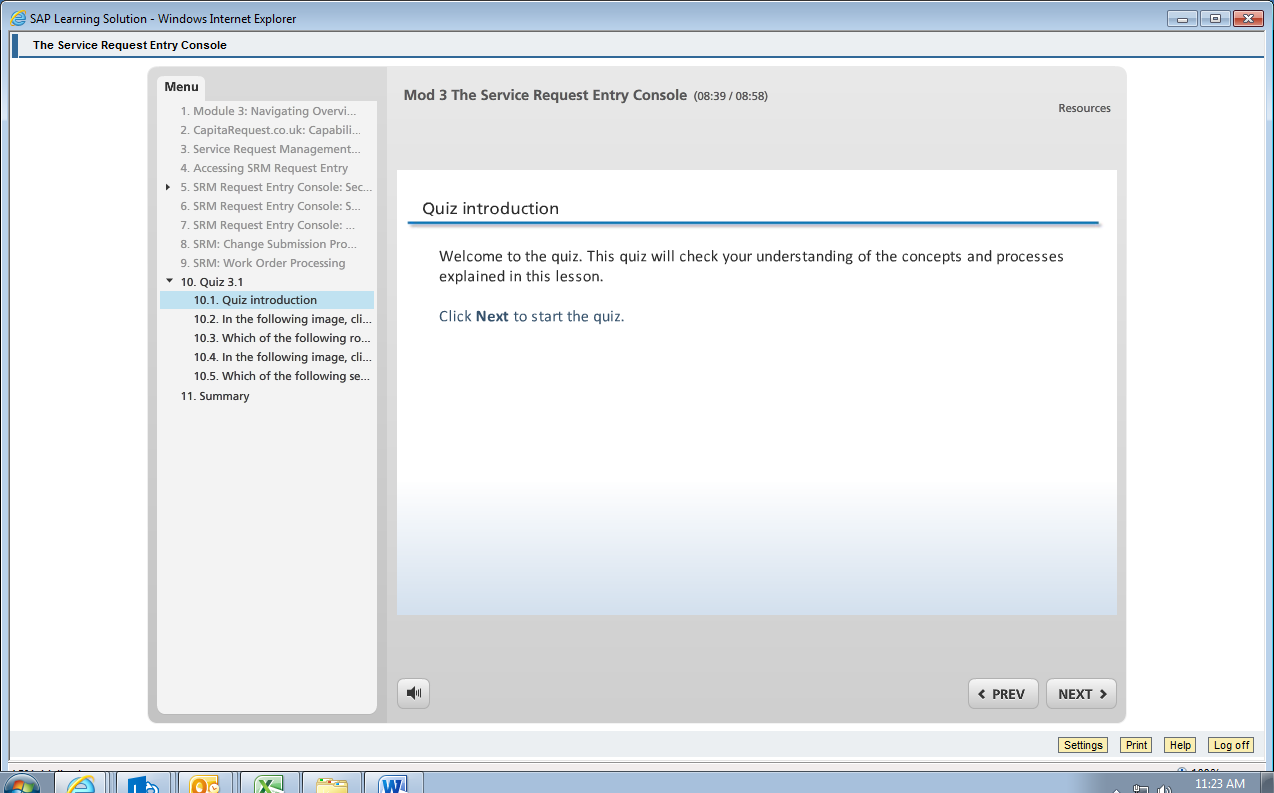 SAP Learning Solution - Windows Internet Explorer
The Service Request Entry Console
Menu
1. Module 3: Navigating Overvi...
2. CapitaRequest.co.uk: Capabili...
3. Service Request Management...
4. Accessing SRM Request Entry
5. SRM Request Entry Console: Sec...
6. SRM Request Entry Console: S...
7. SRM Request Entry Console: ...
8. SRM: Change Submission Pro...
9. SRM: Work Order Processing
10. Quiz 3.1
10.1. Quiz introduction
10.2. In the following image, cli...
10.3. Which of the following ro...
10.4. In the following image, cli...
10.5. Which of the following se...
11. Summary
Mod 3 The Service Request Entry Console (08:39 / 08:58)
Resources
Quiz introduction
Welcome to the quiz. This quiz will check your understanding of the concepts and processes
explained in this lesson.
Click Next to start the quiz.
PREV
NEXT
Settings
Print
Help
Log off
11:23 AM